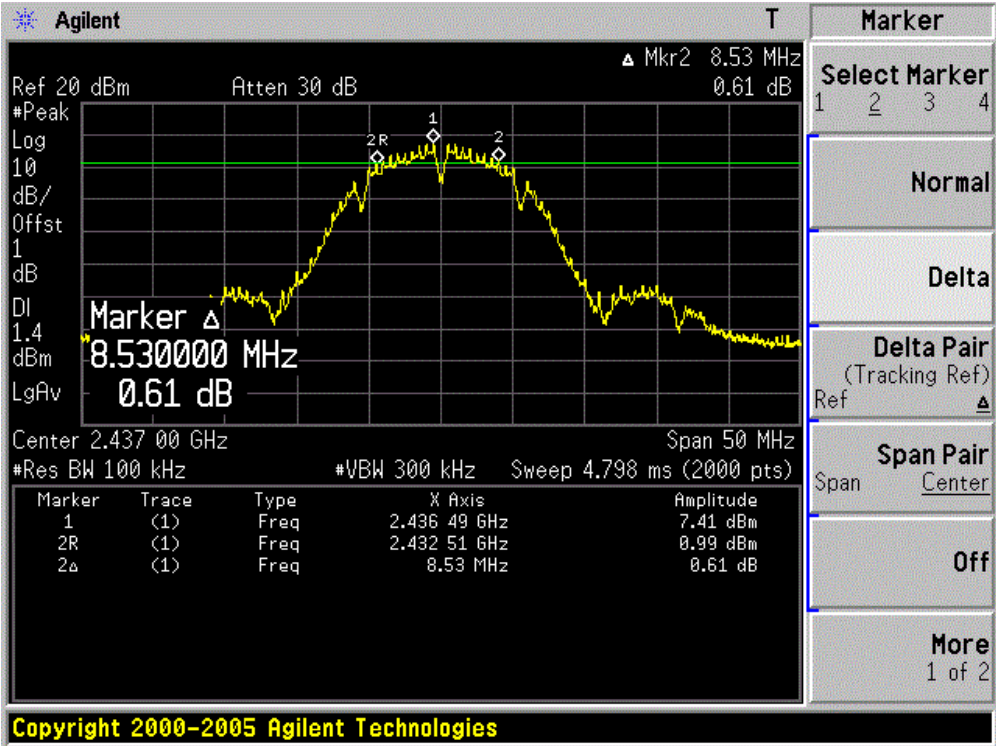 Agilent T
Marker
Δ Mkr2 8.53 MHz
Ref 20 dBm Atten 30 dB 0.61 dB
#Peak
Log
10
dB/
Offst
1
dB
DI
1.4
dBm
LgAv
1
2R
2
Marker Δ
8.530000 MHz
0.61 dB
Center 2.437 00 GHz Span 50 MHz
#Res BW 100 kHz #VBW 300 kHz Sweep 4.798 ms (2000 pts)
Marker Trace Type X Axis Amplitude
1 (1) Freq 2.436 49 GHz 7.41 dBm
2R (1) Freq 2.432 51 GHz 0.99 dBm
2Δ (1) Freq 8.53 MHz 0.61 dB
Select Marker
1 2 3 4
Normal
Delta
Delta Pair
(Tracking Ref)
Ref Δ
Span Pair
Span Center
Off
More
1 of 2
Copyright 2000-2005 Agilent Technologies